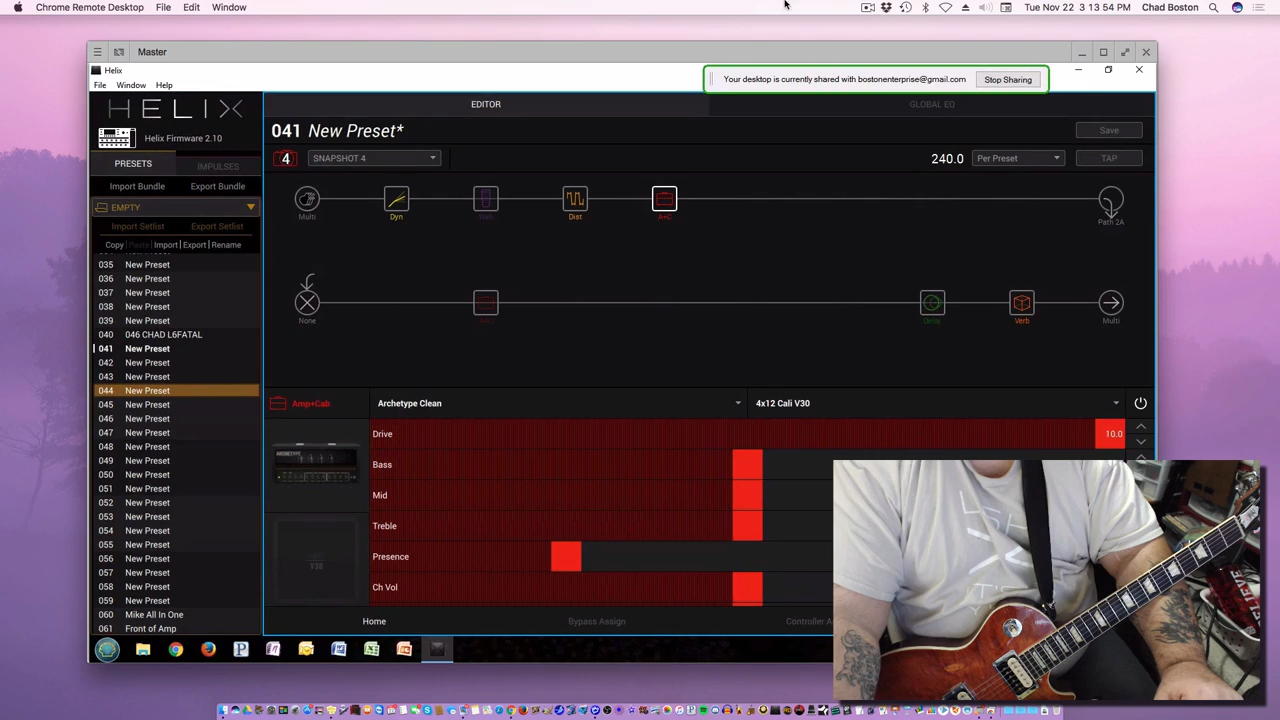 Chrome Remote Desktop File Edit Window
Tue Nov 22 3 13 54 PM Chad Boston
Master
Helix
Your desktop is currently shared with bostonenterprise@gmail.com Stop Sharing
File Window Help
HELIX
Helix Firmware 2.10
PRESETS IMPULSES
Import Bundle Export Bundle
EMPTY
Import Setlist Export Setlist
Copy Paste Import Export Rename
035 New Preset
036 New Preset
037 New Preset
038 New Preset
039 New Preset
040 046 CHAD L6FATAL
041 New Preset
042 New Preset
043 New Preset
044 New Preset
045 New Preset
046 New Preset
047 New Preset
048 New Preset
049 New Preset
050 New Preset
051 New Preset
052 New Preset
053 New Preset
054 New Preset
055 New Preset
056 New Preset
057 New Preset
058 New Preset
059 New Preset
060 Mike All In One
061 Front of Amp
EDITOR GLOBAL EQ
041 New Preset* Save
4 SNAPSHOT 4 240.0 Per Preset TAP
Multi Dyn Wah Dist A+C Path 2A
None A+C Delay Verb Multi
Amp+Cab Archetype Clean 4x12 Cali V30
Drive 10.0
Bass
Mid
Treble
Presence
Ch Vol
ARCHETYPE
V30
Home Bypass Assign Controller A